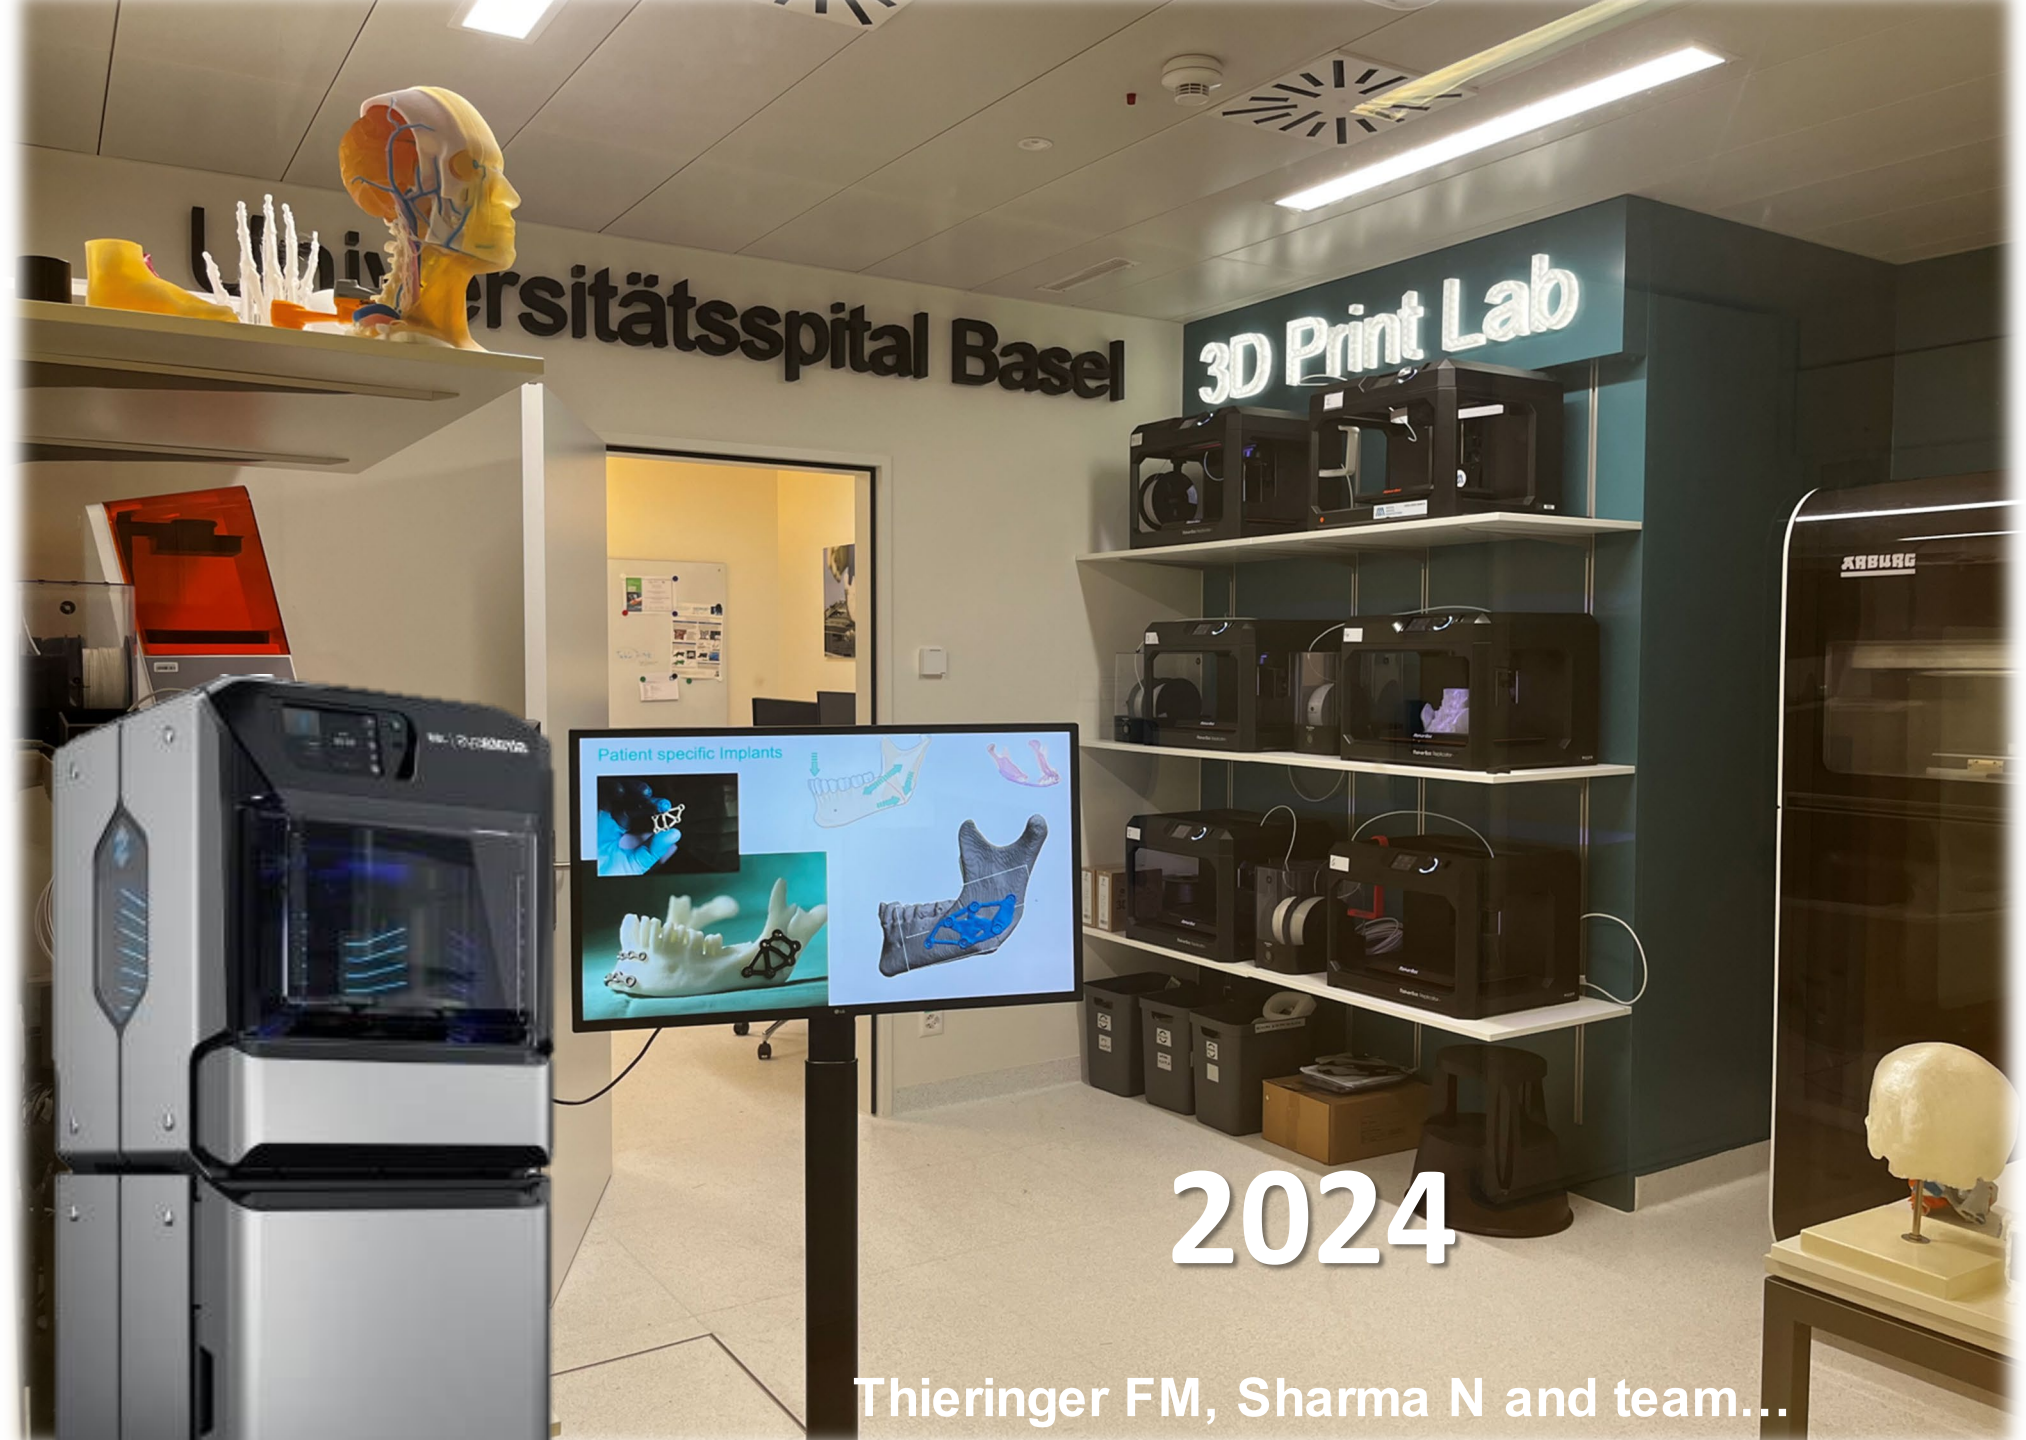 Universitätsspital Basel
3D Print Lab
ARBURG
Patient specific Implants
2024
Thieringer FM, Sharma N and team...